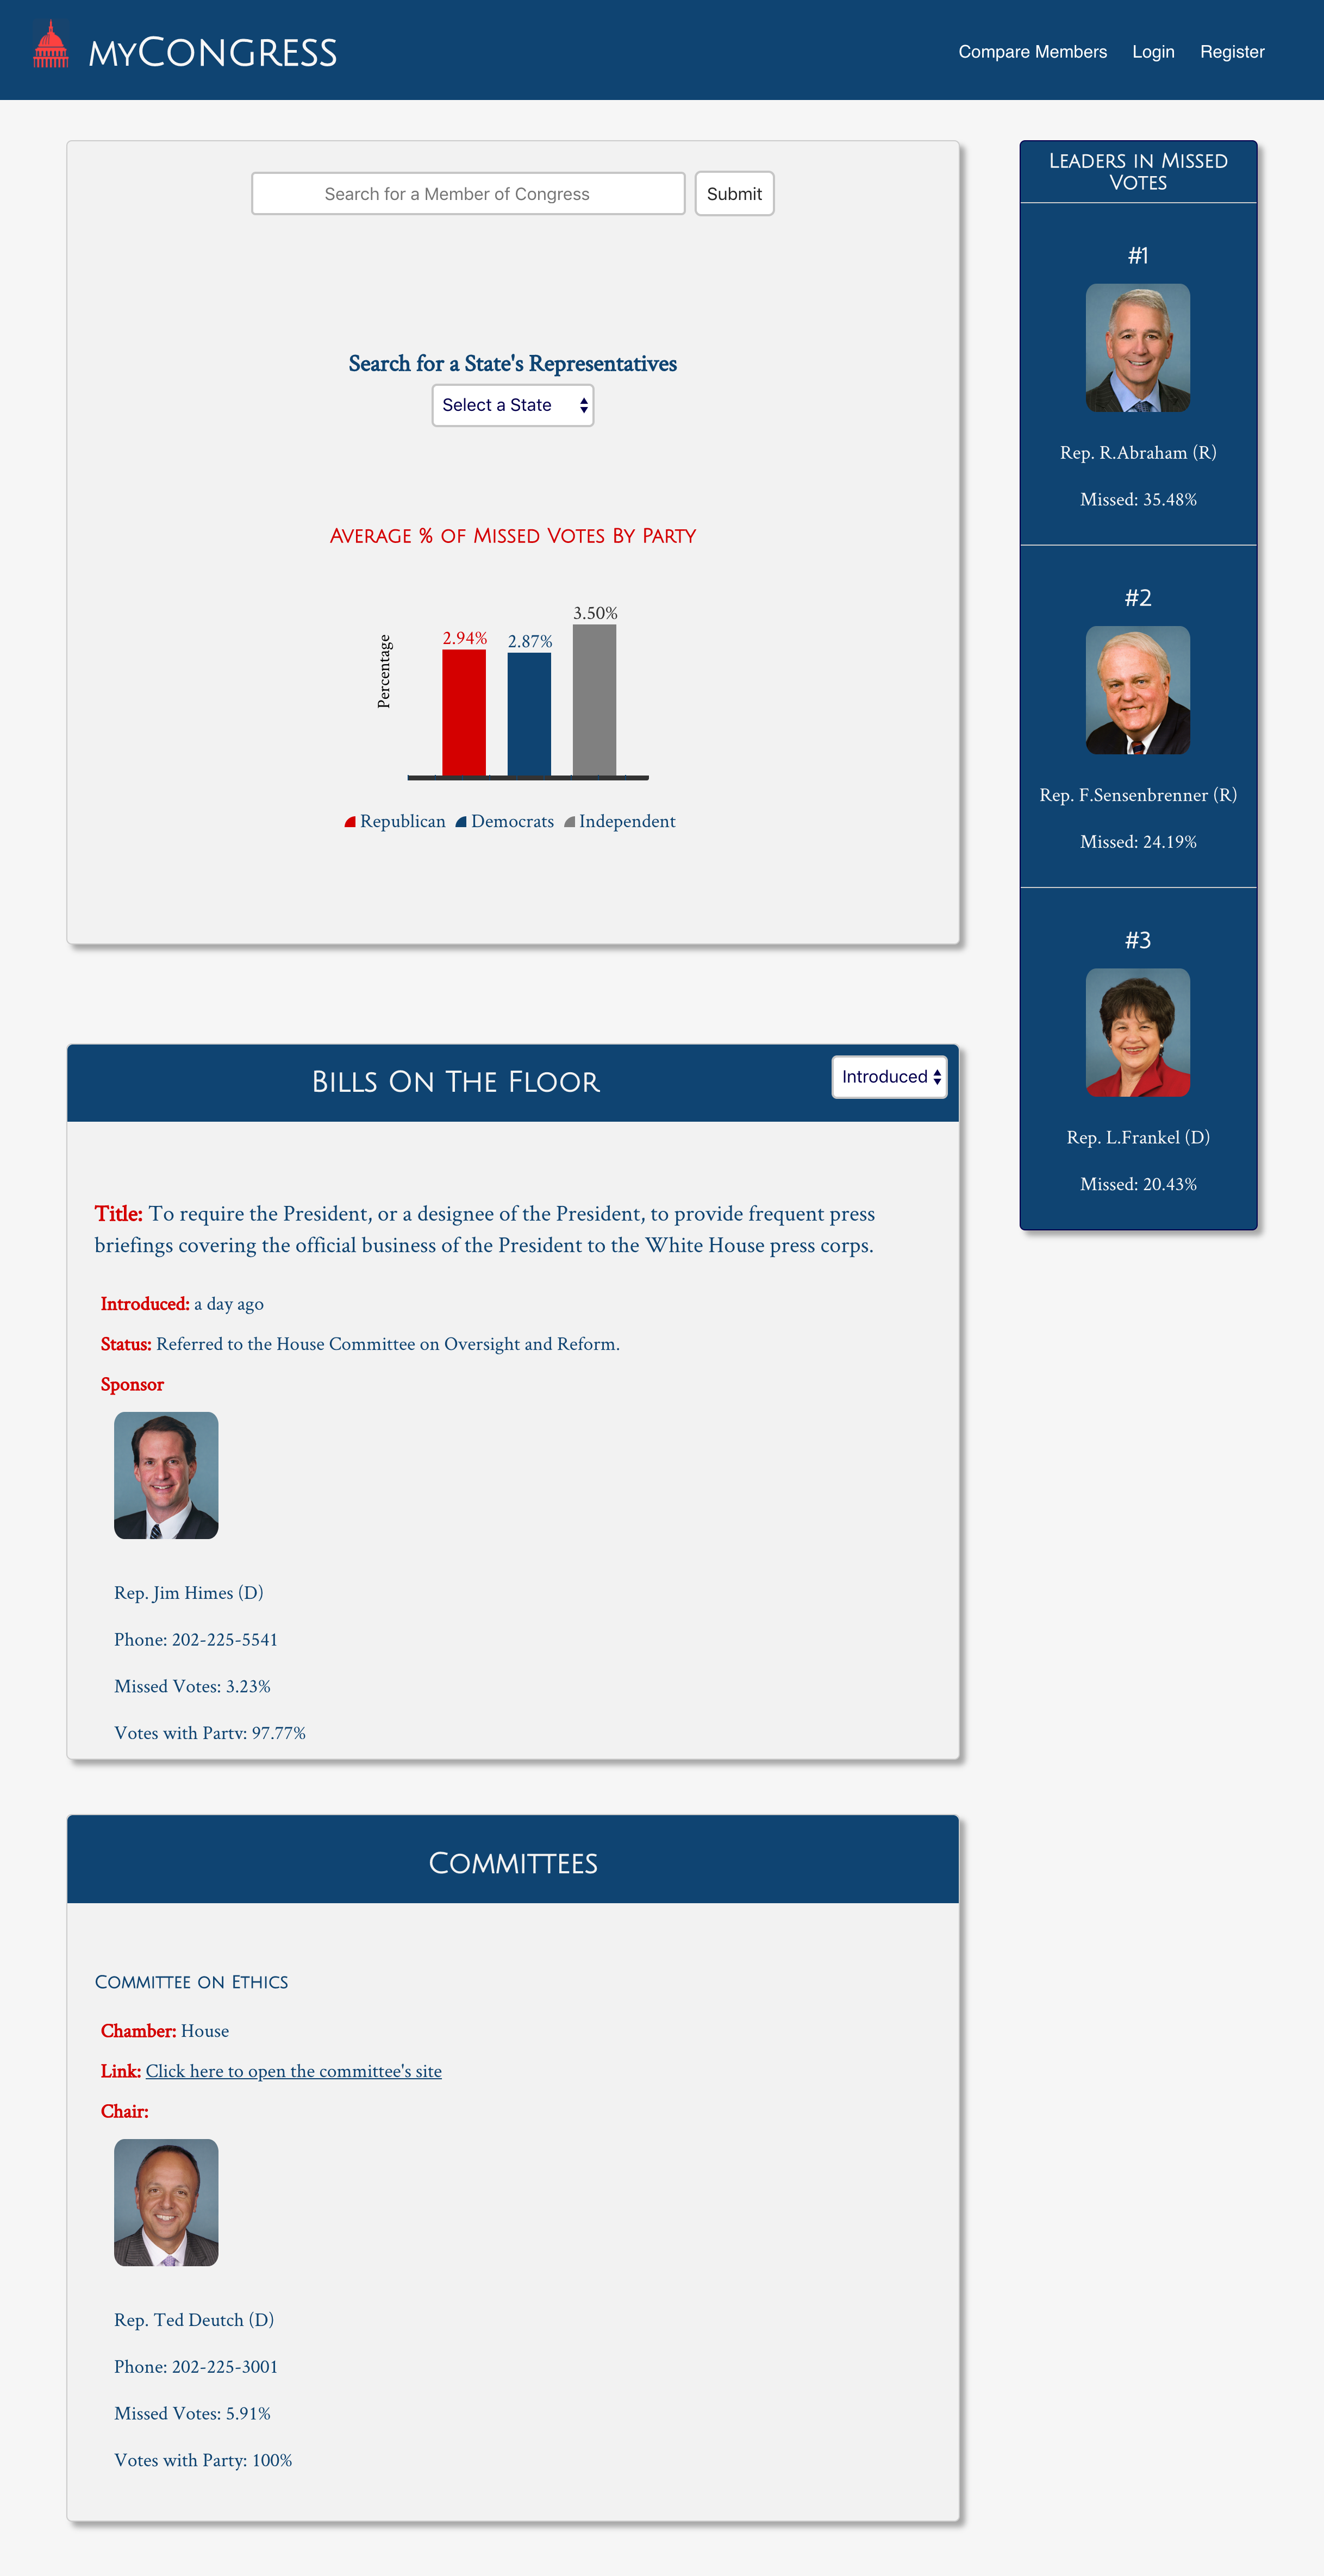 MYCONGRESS
Compare Members Login Register
Search for a Member of Congress Submit
Search for a State's Representatives
Select a State
AVERAGE % OF MISSED VOTES BY PARTY
Percentage
2.94% 2.87% 3.50%
Republican Democrats Independent
LEADERS IN MISSED
VOTES
#1
Rep. R.Abraham (R)
Missed: 35.48%
#2
Rep. F.Sensenbrenner (R)
Missed: 24.19%
#3
Rep. L.Frankel (D)
Missed: 20.43%
BILLS ON THE FLOOR Introduced
Title: To require the President, or a designee of the President, to provide frequent press
briefings covering the official business of the President to the White House press corps.
Introduced: a day ago
Status: Referred to the House Committee on Oversight and Reform.
Sponsor
Rep. Jim Himes (D)
Phone: 202-225-5541
Missed Votes: 3.23%
Votes with Party: 97.77%
COMMITTEES
COMMITTEE ON ETHICS
Chamber: House
Link: Click here to open the committee's site
Chair:
Rep. Ted Deutch (D)
Phone: 202-225-3001
Missed Votes: 5.91%
Votes with Party: 100%